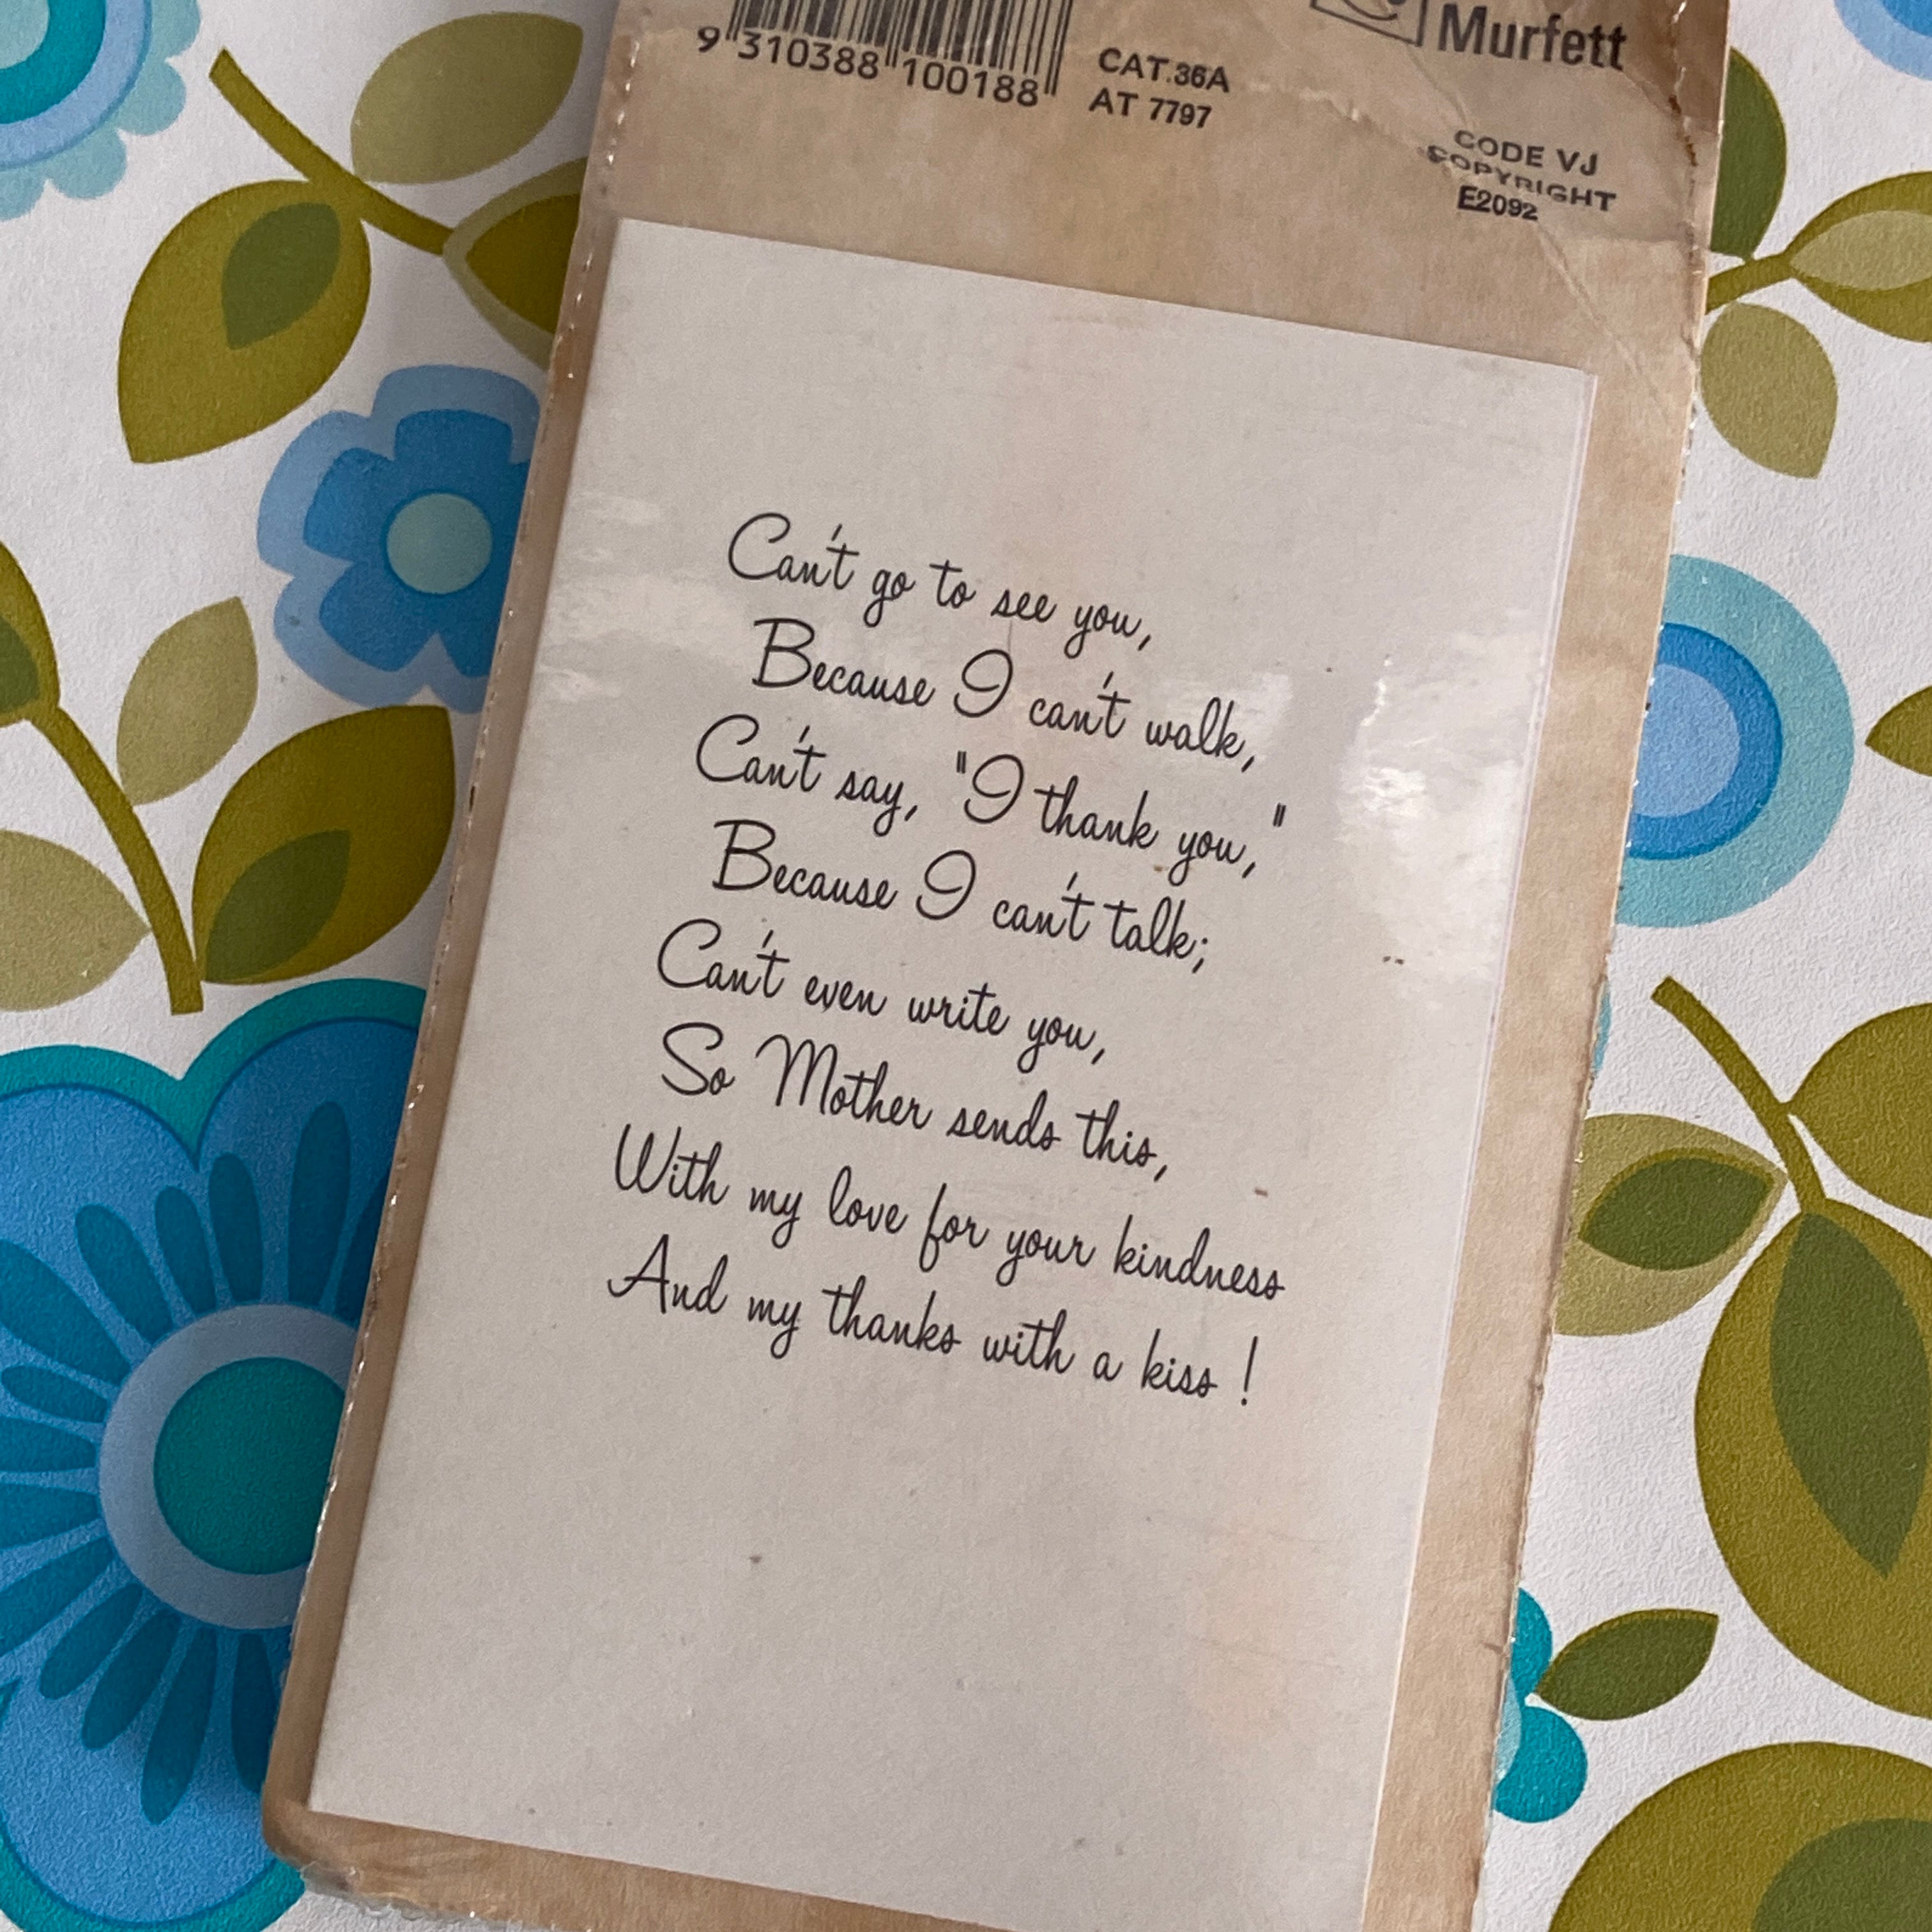 Murfett
9 310388 100188
CAT.36A
AT 7797
CODE VJ
COPYRIGHT
E2092
Can't go to see you,
Because I can't walk,
Can't say, "I thank you,"
Because I can't talk;
Can't even write you,
So Mother sends this,
With my love for your kindness
And my thanks with a kiss !